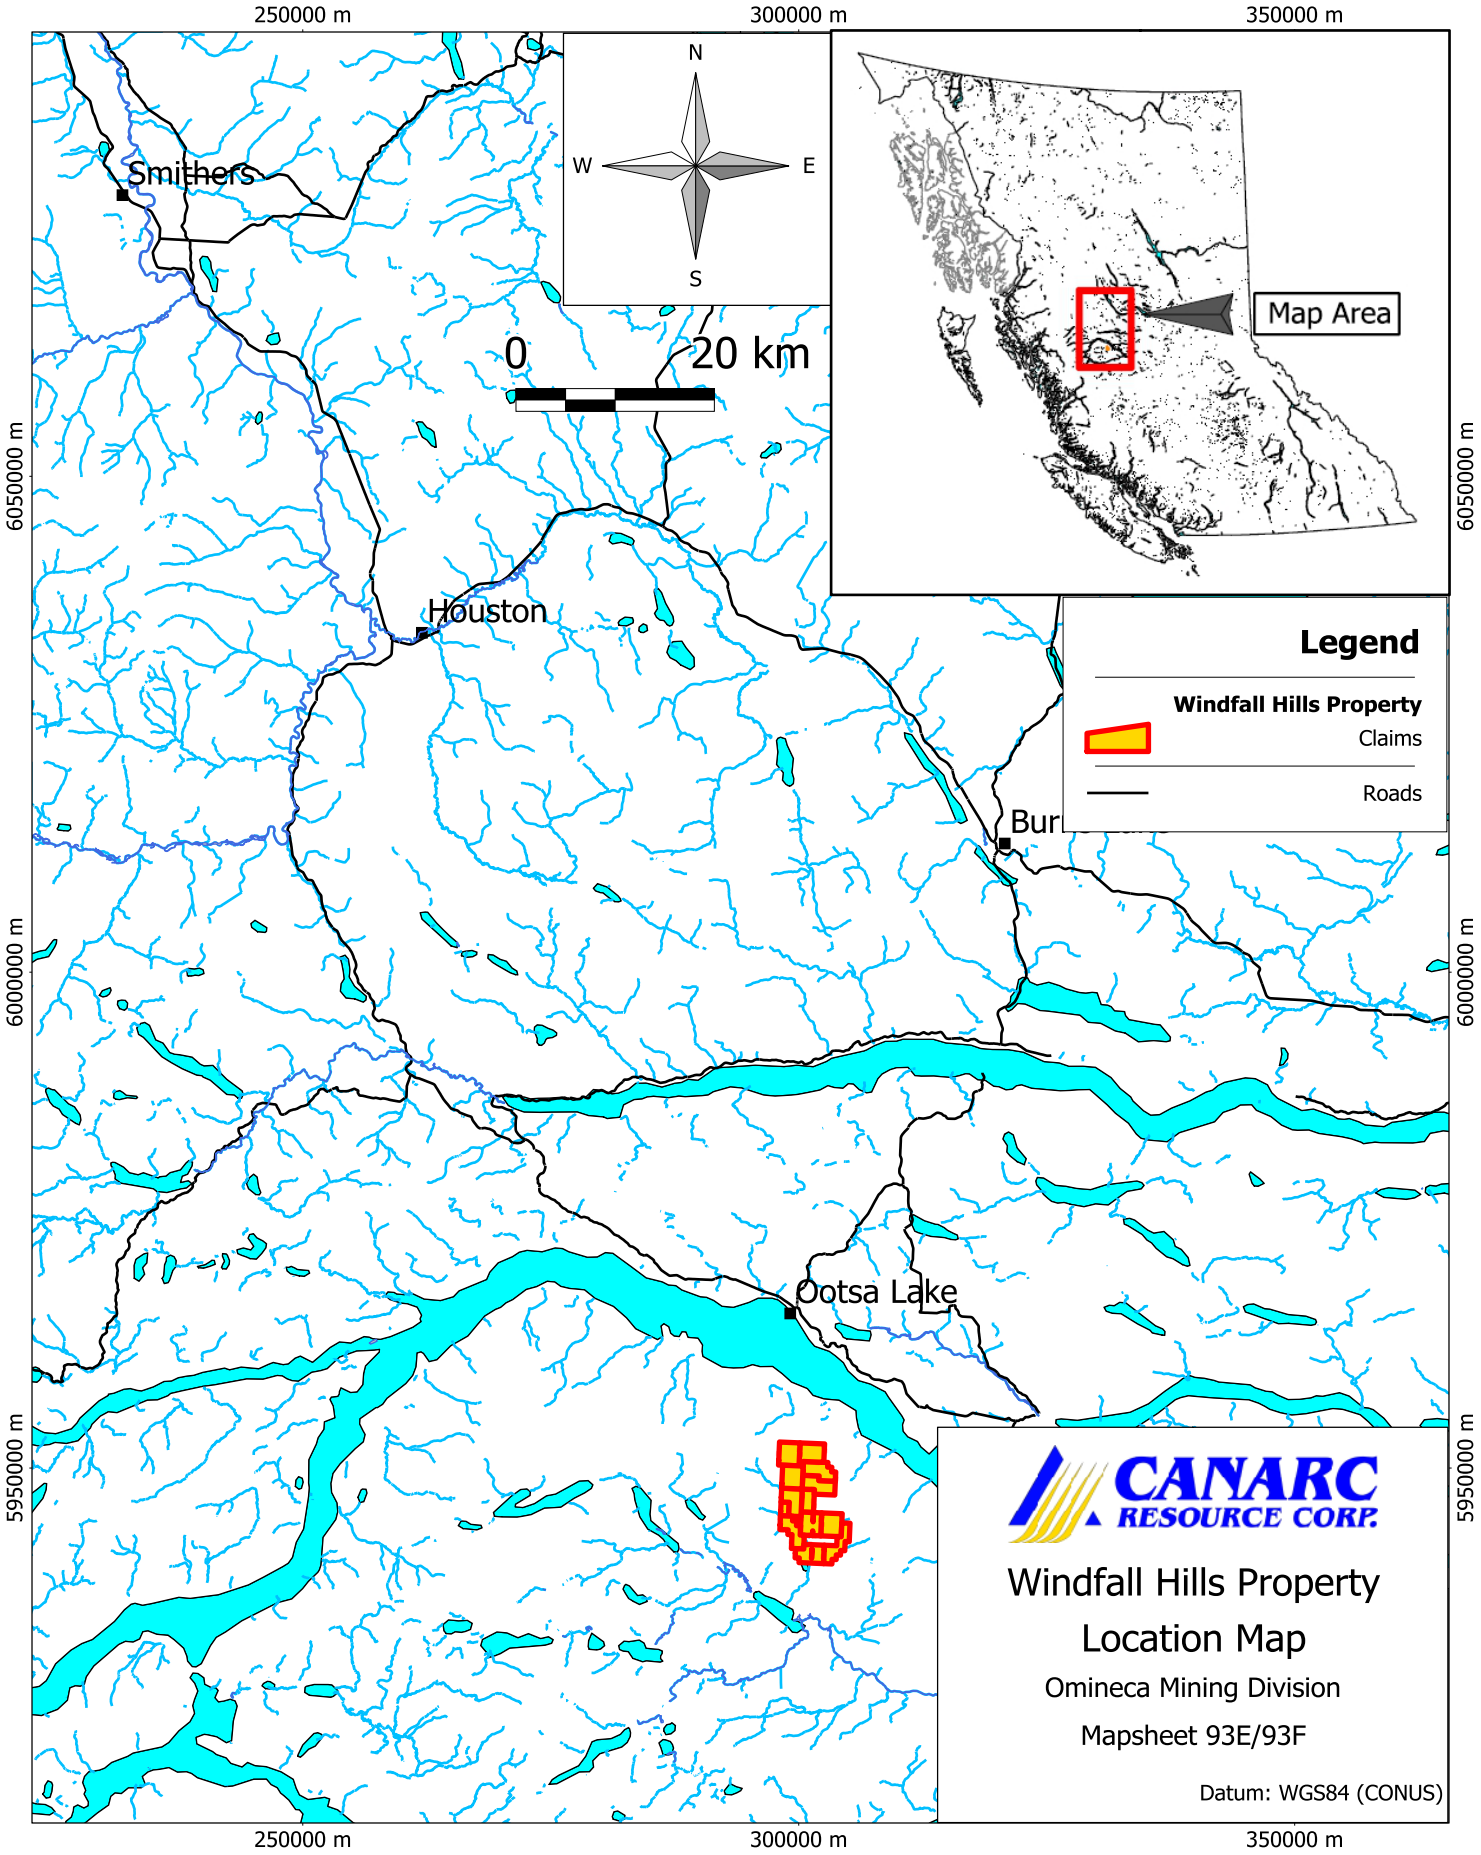 250000 m
300000 m
350000 m
N
W
E
S
Smithers
Map Area
0
20 km
6050000 m
6050000 m
Houston
Legend
Windfall Hills Property
Claims
Roads
6000000 m
6000000 m
Ootsa Lake
5950000 m
5950000 m
CANARC
RESOURCE CORP.
Windfall Hills Property
Location Map
Omineca Mining Division
Mapsheet 93E/93F
Datum: WGS84 (CONUS)
250000 m
300000 m
350000 m